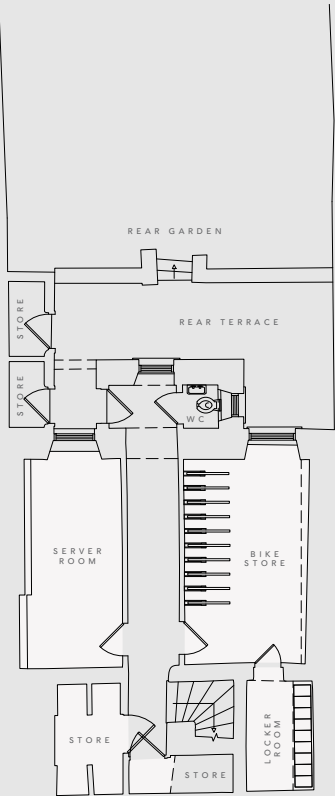 REAR GARDEN
STORE
REAR TERRACE
STORE
WC
SERVER
ROOM
BIKE
STORE
STORE
LOCKER
ROOM
STORE